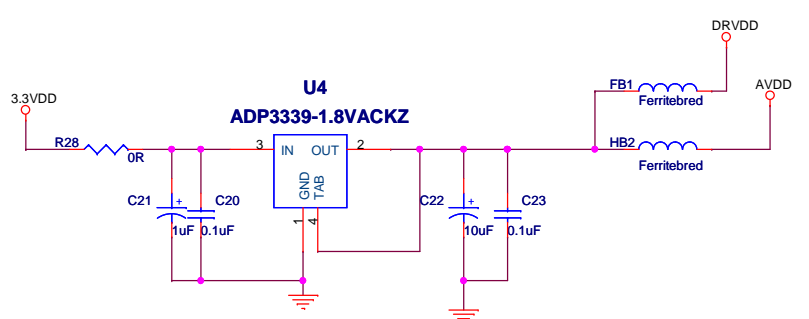 DRVDD
FB1
Ferritebred
AVDD
U4
ADP3339-1.8VACKZ
3.3VDD
R28
0R
3
IN
OUT
2
HB2
Ferritebred
GND
TAB
1
4
C21
+
1uF
C20
0.1uF
C22
+
10uF
C23
0.1uF